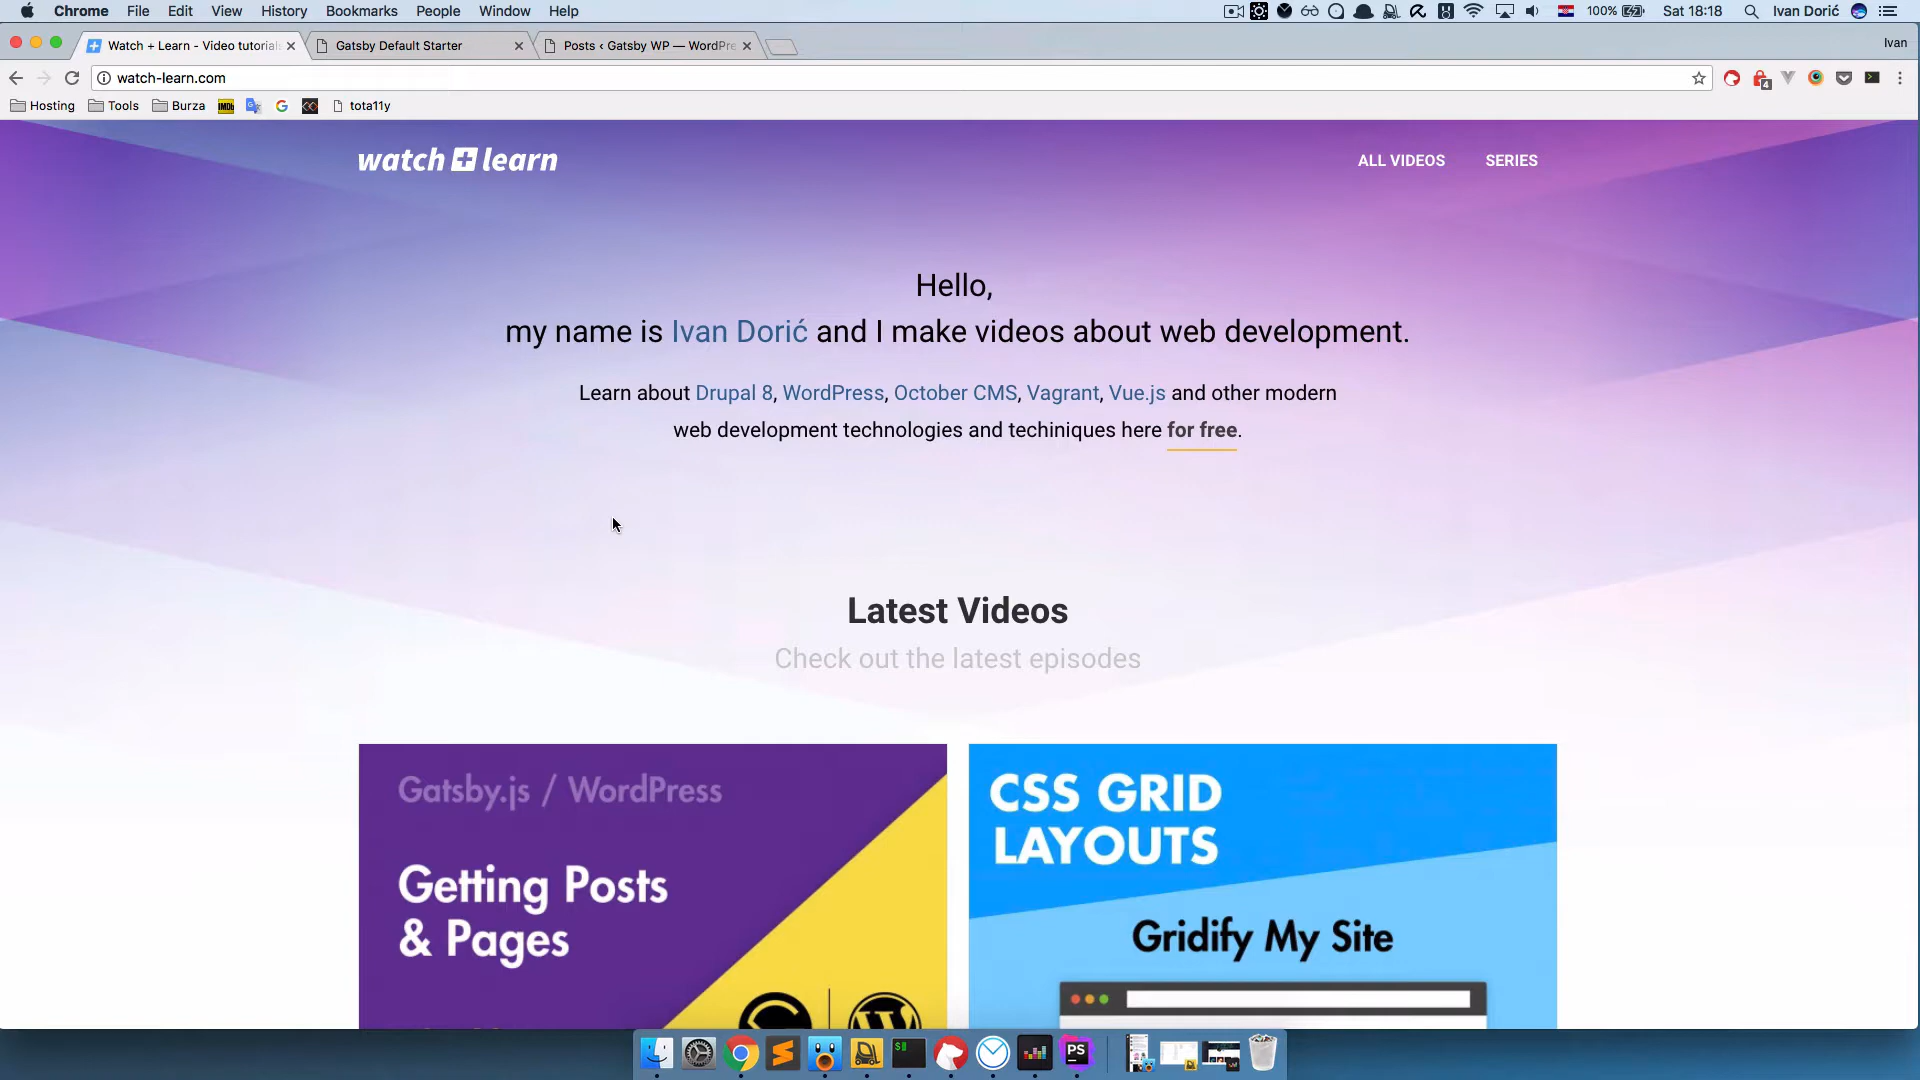 Chrome File Edit View History Bookmarks People Window Help 100% Sat 18:18 Ivan Dorić
Watch + Learn - Video tutorials Gatsby Default Starter Posts ‹ Gatsby WP — WordPre Ivan
watch-learn.com 4
Hosting Tools Burza IMDb G tota11y
watch + learn ALL VIDEOS SERIES
Hello,
my name is Ivan Dorić and I make videos about web development.
Learn about Drupal 8, WordPress, October CMS, Vagrant, Vue.js and other modern
web development technologies and techiniques here for free.
Latest Videos
Check out the latest episodes
Gatsby.js / WordPress
Getting Posts
& Pages
CSS GRID
LAYOUTS
Gridify My Site
$
PS